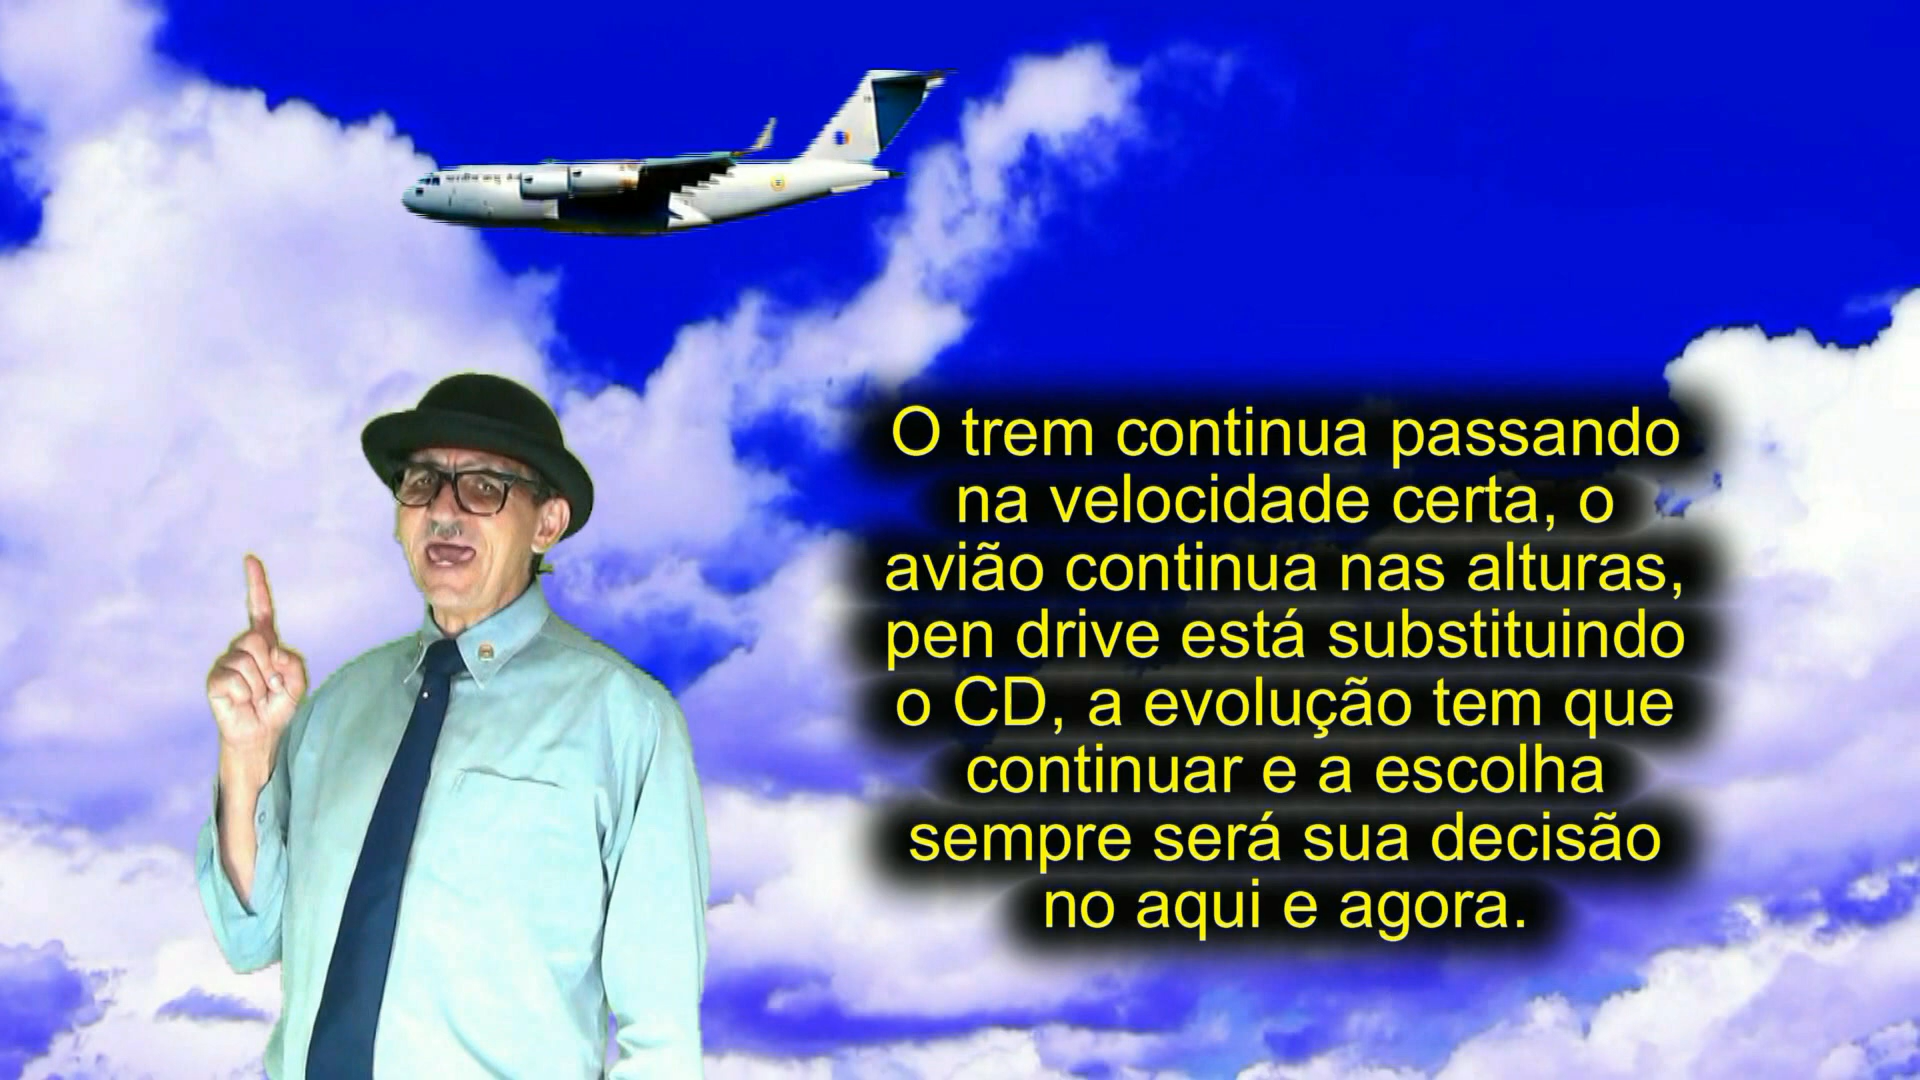 O trem continua passando
na velocidade certa, o
avião continua nas alturas,
pen drive está substituindo
o CD, a evolução tem que
continuar e a escolha
sempre será sua decisão
no aqui e agora.